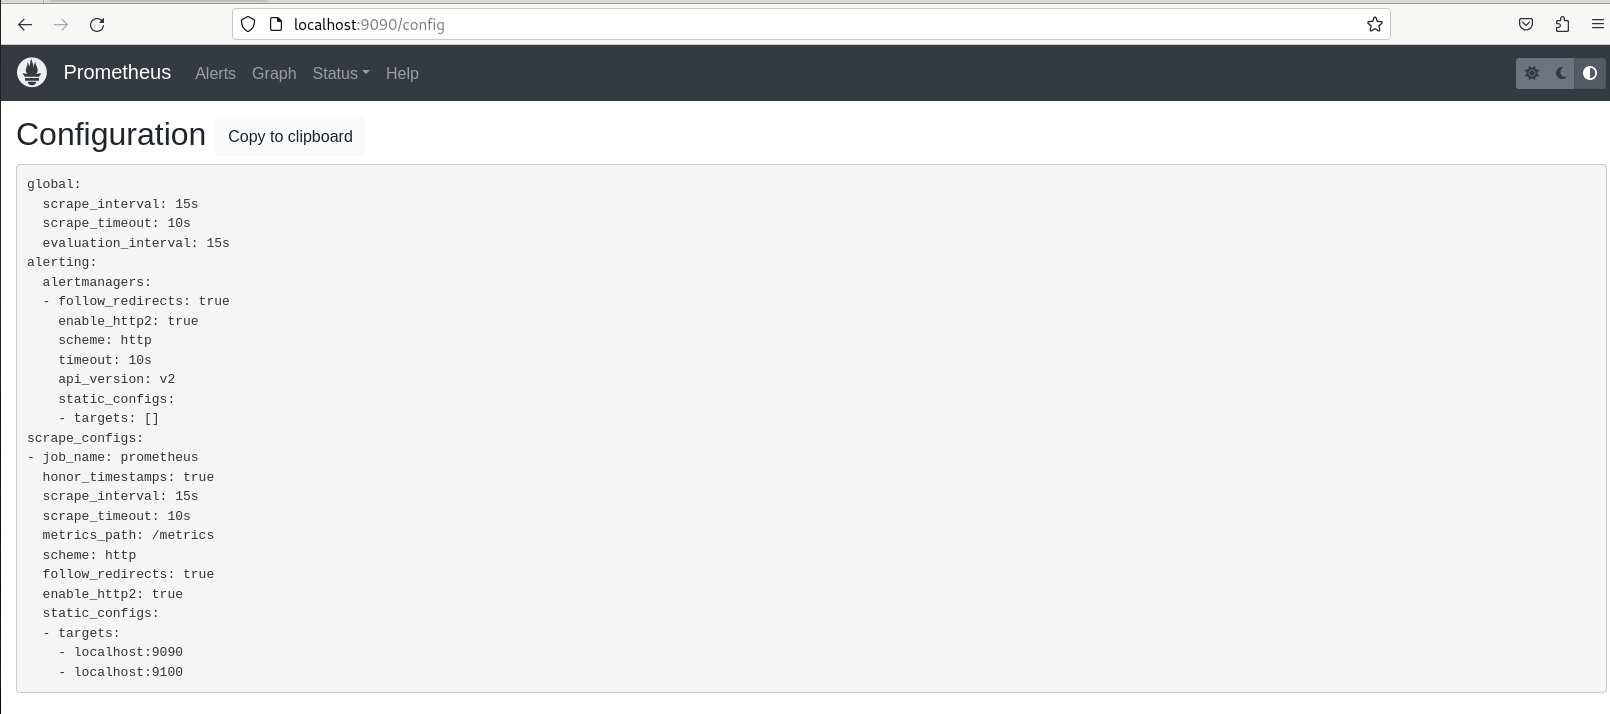 localhost:9090/config
Prometheus Alerts Graph Status Help
Configuration Copy to clipboard
global:
  scrape_interval: 15s
  scrape_timeout: 10s
  evaluation_interval: 15s
alerting:
  alertmanagers:
  - follow_redirects: true
    enable_http2: true
    scheme: http
    timeout: 10s
    api_version: v2
    static_configs:
    - targets: []
scrape_configs:
- job_name: prometheus
  honor_timestamps: true
  scrape_interval: 15s
  scrape_timeout: 10s
  metrics_path: /metrics
  scheme: http
  follow_redirects: true
  enable_http2: true
  static_configs:
  - targets:
    - localhost:9090
    - localhost:9100